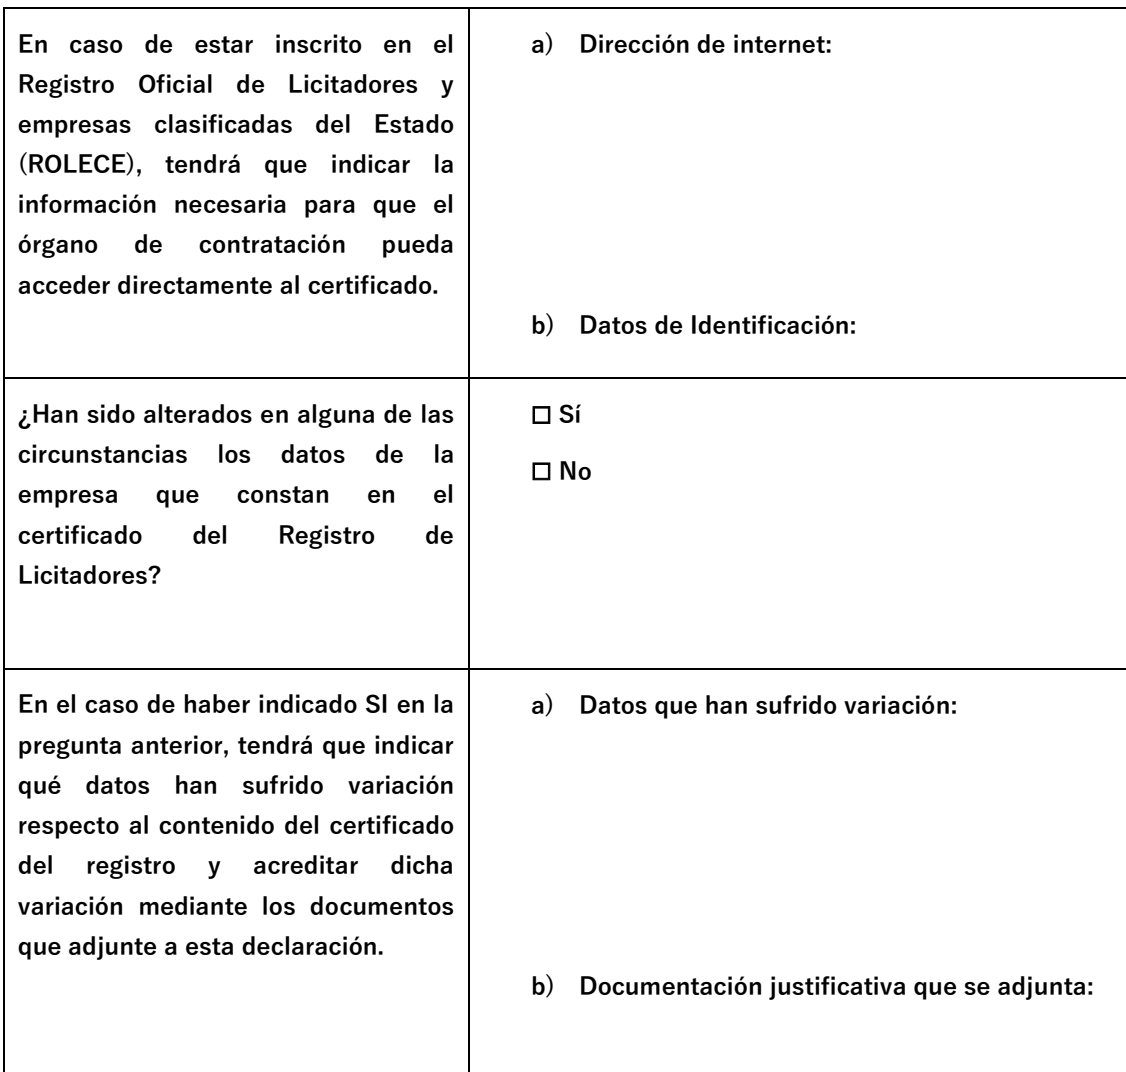 En caso de estar inscrito en el
Registro Oficial de Licitadores y
empresas clasificadas del Estado
(ROLECE), tendrá que indicar la
información necesaria para que el
órgano de contratación pueda
acceder directamente al certificado.
a) Dirección de internet:
b) Datos de Identificación:
¿Han sido alterados en alguna de las
circunstancias los datos de la
empresa que constan en el
certificado del Registro de
Licitadores?
☐ Sí
☐ No
En el caso de haber indicado SI en la
pregunta anterior, tendrá que indicar
qué datos han sufrido variación
respecto al contenido del certificado
del registro y acreditar dicha
variación mediante los documentos
que adjunte a esta declaración.
a) Datos que han sufrido variación:
b) Documentación justificativa que se adjunta: